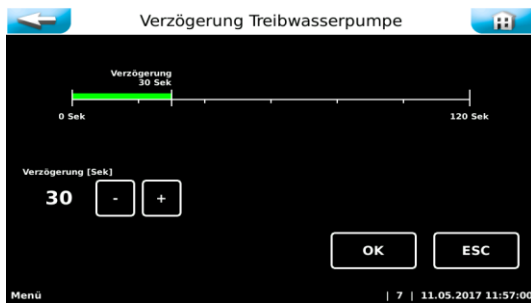 Verzögerung Treibwasserpumpe
Verzögerung
30 Sek
0 Sek
120 Sek
Verzögerung [Sek]
30
-
+
OK
ESC
Menü
| 7 | 11.05.2017 11:57:00